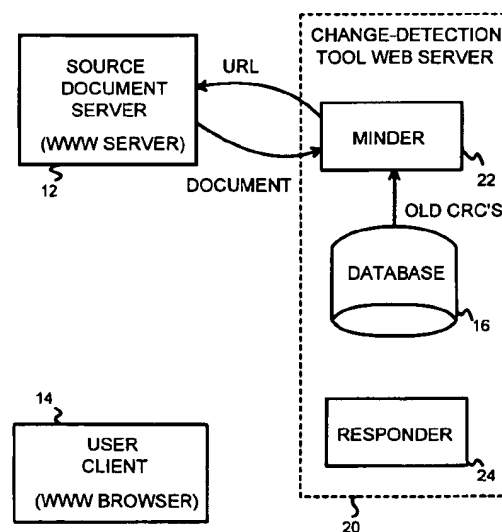 CHANGE-DETECTION
TOOL WEB SERVER
SOURCE
DOCUMENT
SERVER
(WWW SERVER)
12
URL
DOCUMENT
MINDER
22
OLD CRC'S
DATABASE
16
14
USER
CLIENT
(WWW BROWSER)
RESPONDER
24
20